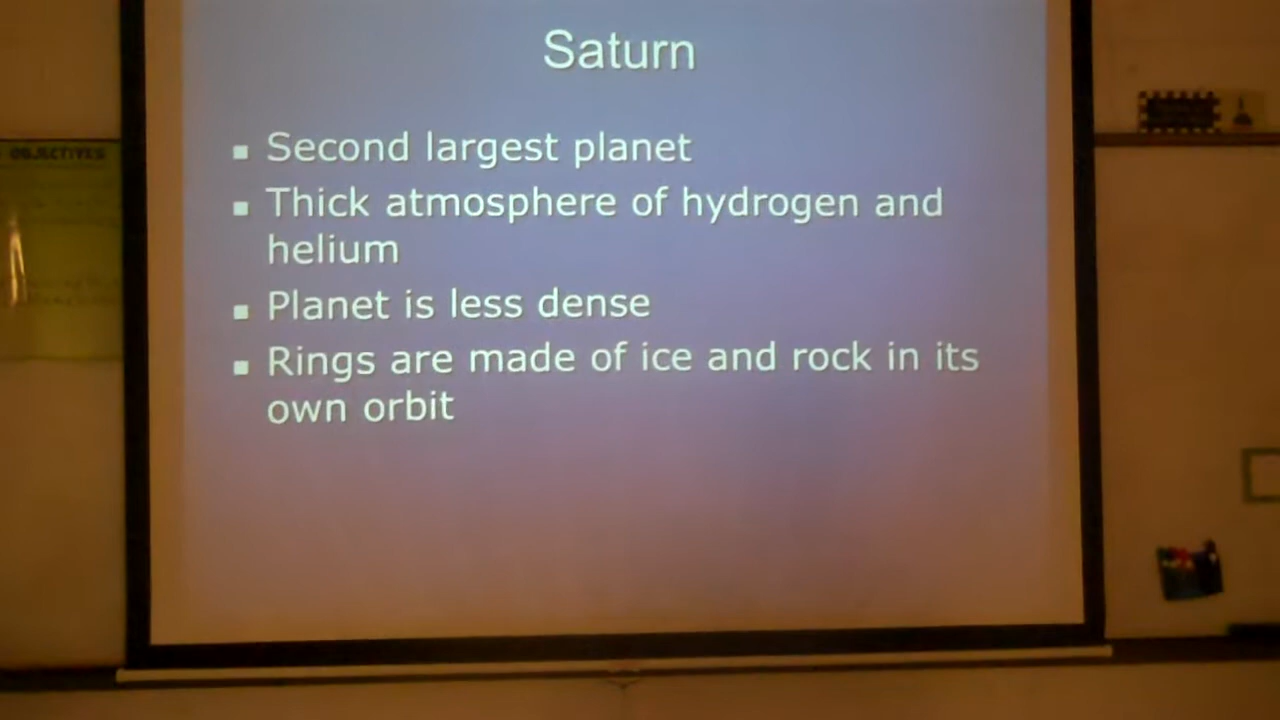 Saturn
▪ Second largest planet
▪ Thick atmosphere of hydrogen and
helium
▪ Planet is less dense
▪ Rings are made of ice and rock in its
own orbit
OBJECTIVES